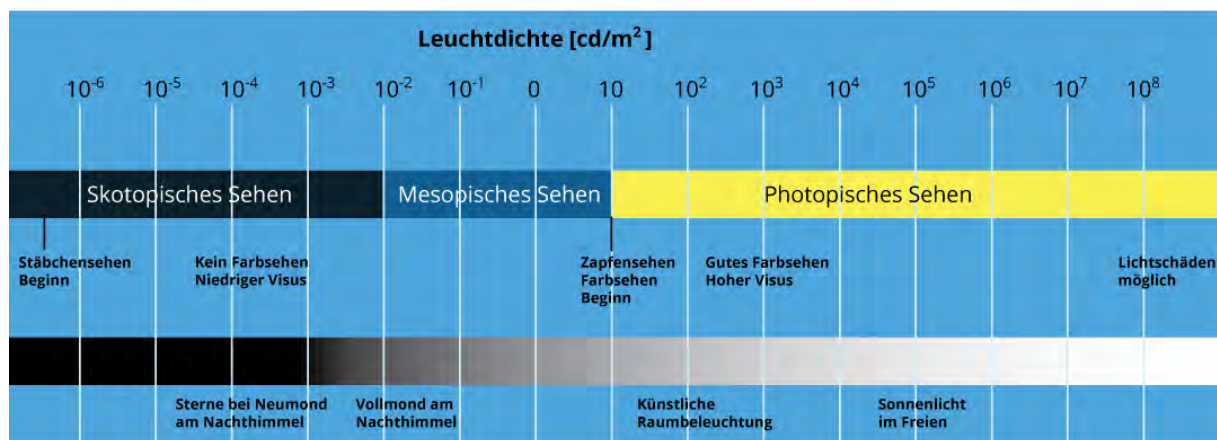 Leuchtdichte [cd/m²]
10⁻⁶ 10⁻⁵ 10⁻⁴ 10⁻³ 10⁻² 10⁻¹ 0 10 10² 10³ 10⁴ 10⁵ 10⁶ 10⁷ 10⁸
Skotopisches Sehen Mesopisches Sehen Photopisches Sehen
Stäbchensehen
Beginn
Kein Farbsehen
Niedriger Visus
Zapfensehen
Farbsehen
Beginn
Gutes Farbsehen
Hoher Visus
Lichtschäden
möglich
Sterne bei Neumond
am Nachthimmel
Vollmond am
Nachthimmel
Künstliche
Raumbeleuchtung
Sonnenlicht
im Freien